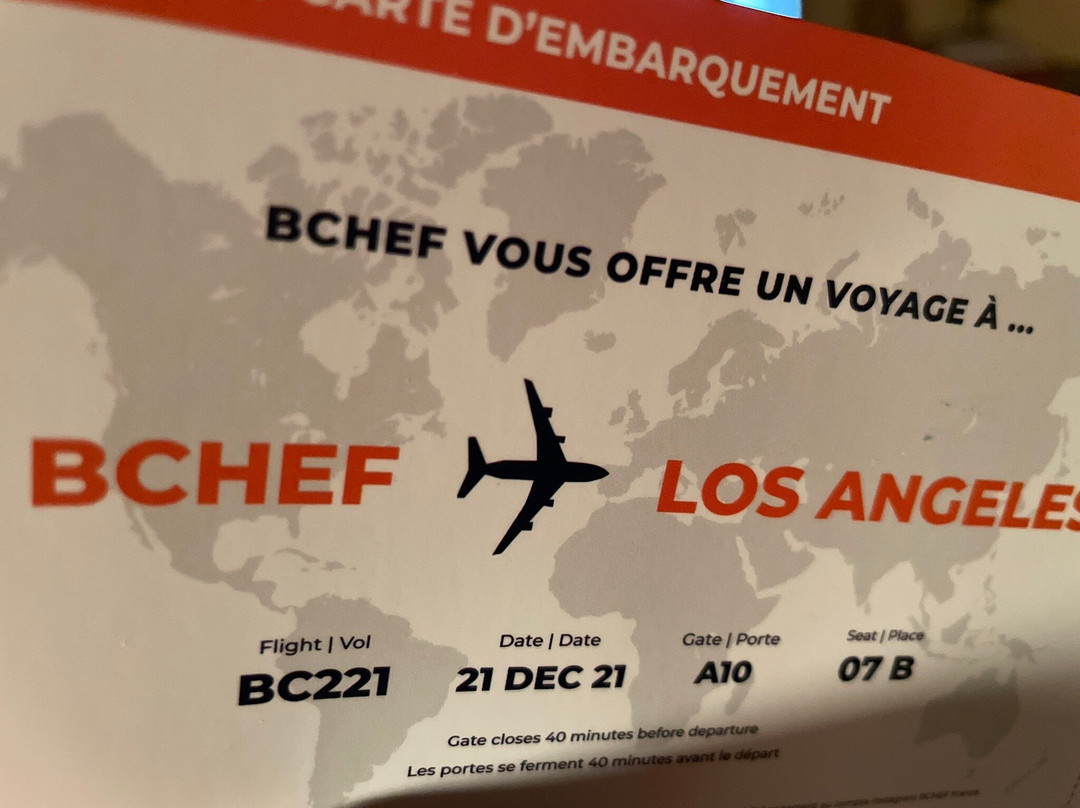 CARTE D'EMBARQUEMENT
BCHEF VOUS OFFRE UN VOYAGE À ...
BCHEF LOS ANGELES
Flight | Vol Date | Date Gate | Porte Seat | Place
BC221 21 DEC 21 A10 07 B
Gate closes 40 minutes before departure
Les portes se ferment 40 minutes avant le départ